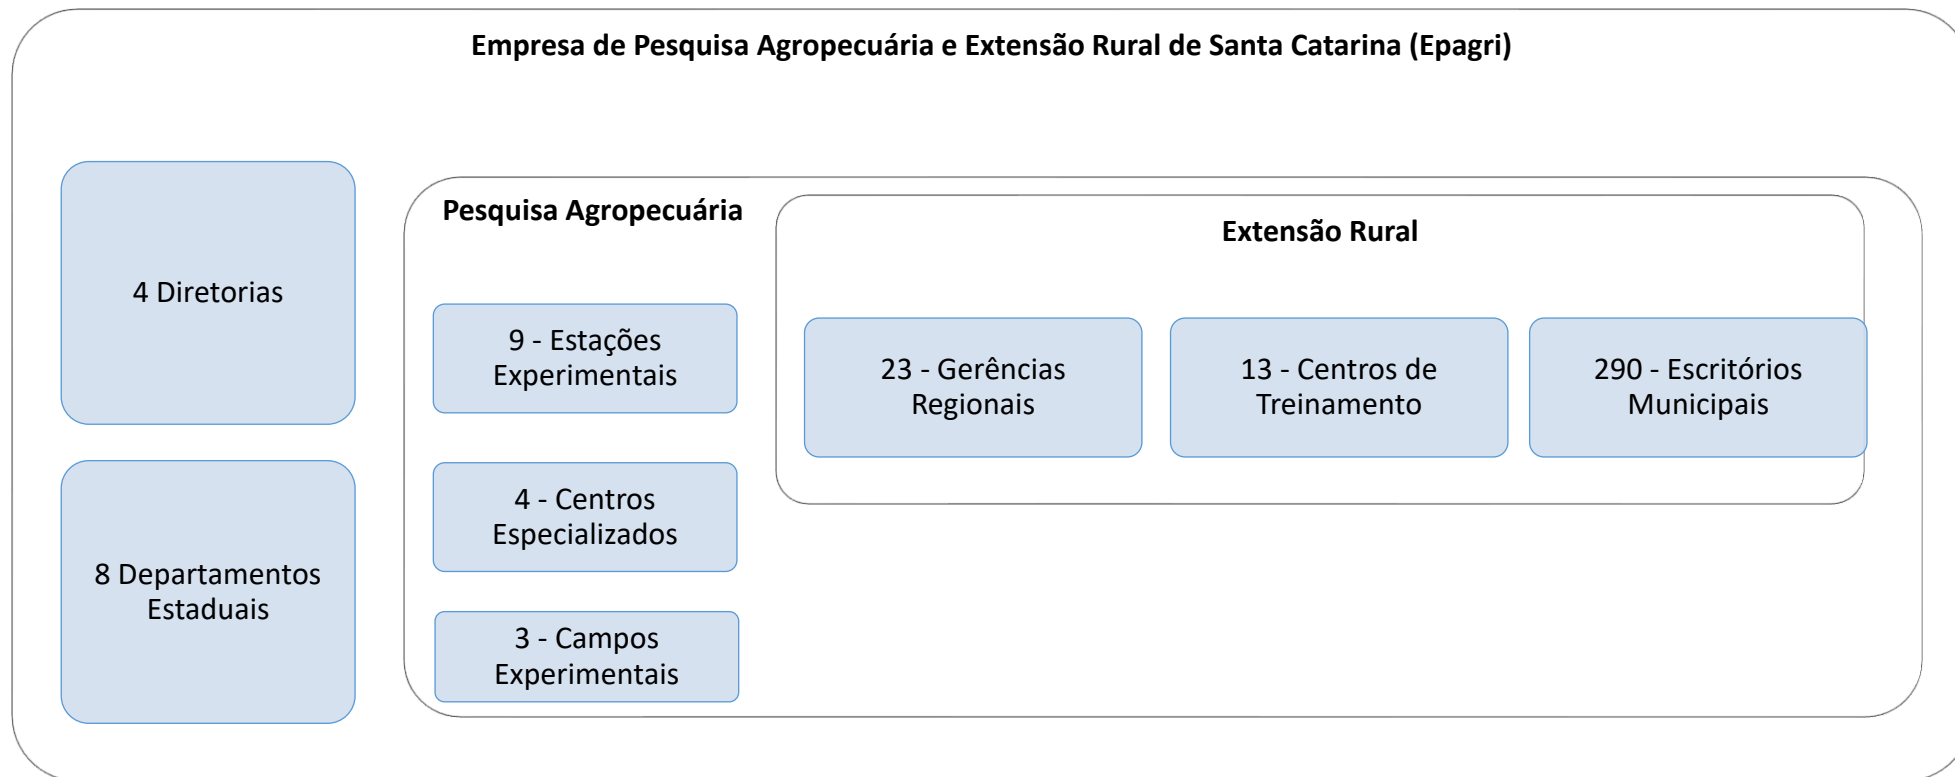 Empresa de Pesquisa Agropecuária e Extensão Rural de Santa Catarina (Epagri)
4 Diretorias
8 Departamentos
Estaduais
Pesquisa Agropecuária
9 - Estações
Experimentais
4 - Centros
Especializados
3 - Campos
Experimentais
Extensão Rural
23 - Gerências
Regionais
13 - Centros de
Treinamento
290 - Escritórios
Municipais